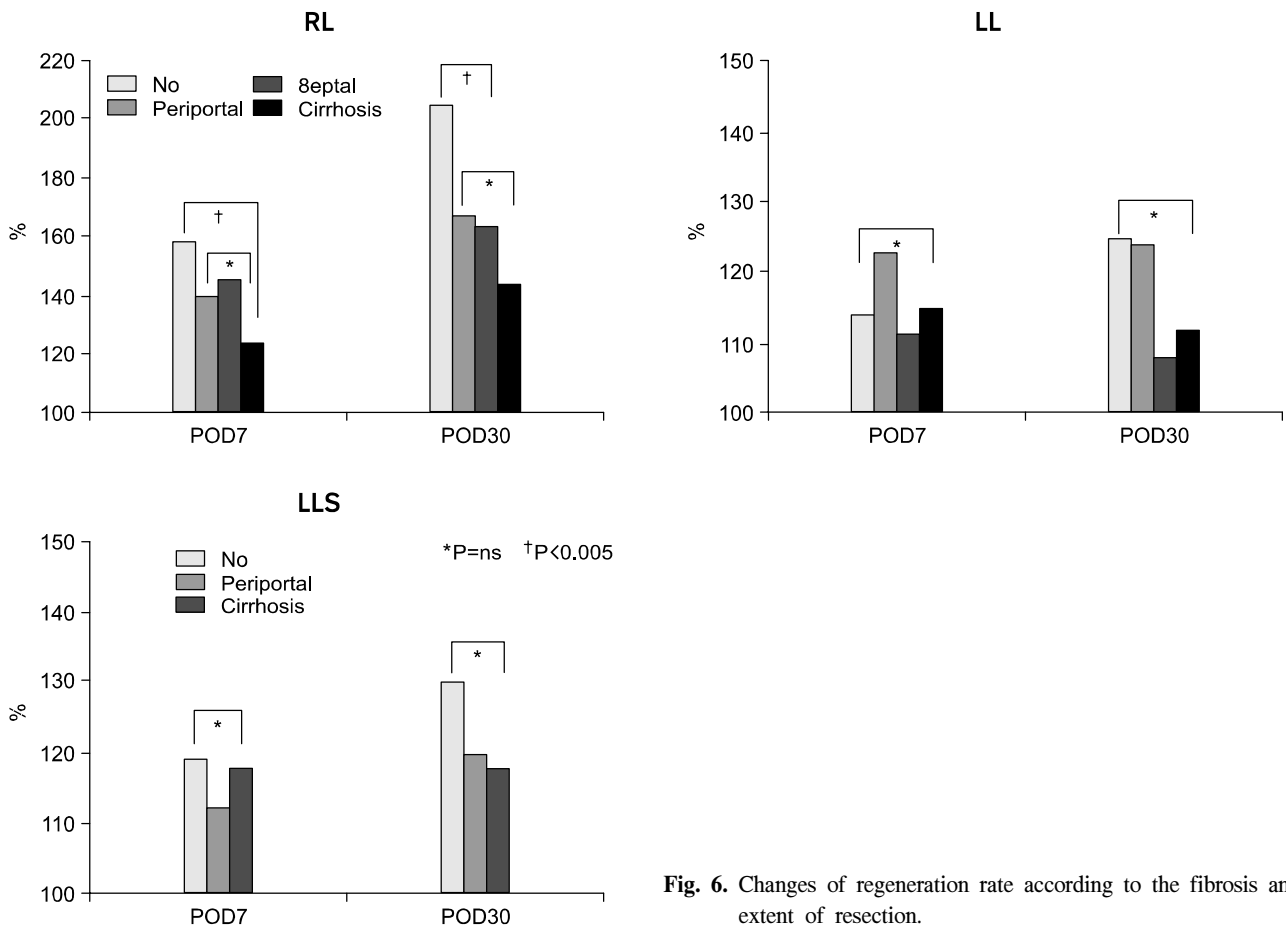 RL
220
200
180
160
140
120
100
%
No
Periportal
8eptal
Cirrhosis
†
*
†
*
POD7
POD30
LL
150
140
130
120
110
100
%
*
*
POD7
POD30
LLS
150
140
130
120
110
100
%
No
Periportal
Cirrhosis
*P=ns †P<0.005
*
*
POD7
POD30
Fig. 6. Changes of regeneration rate according to the fibrosis an
extent of resection.